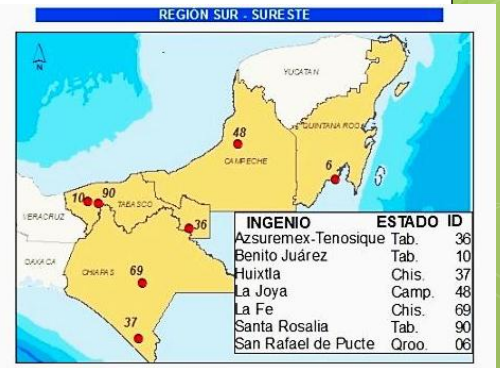 REGIÓN SUR - SURESTE
N
YUCATAN
QUINTANA ROO
48
CAMPECHE
6
10 90
TABASCO
VERACRUZ
36
OAXACA
CHIAPAS
69
37
INGENIO ESTADO ID
Azsuremex-Tenosique Tab. 36
Benito Juárez Tab. 10
Huixtla Chis. 37
La Joya Camp. 48
La Fe Chis. 69
Santa Rosalia Tab. 90
San Rafael de Pucte Qroo. 06